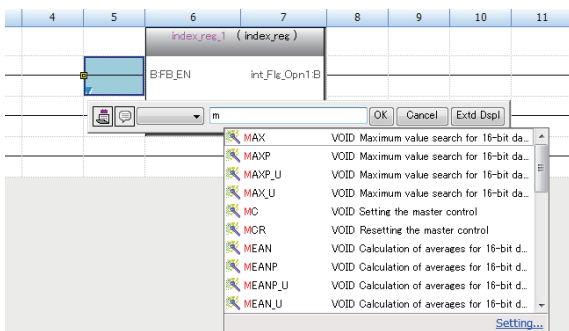 4 5 6 7 8 9 10 11
index_reg_1 ( index_reg )
B:FB_EN int_Flg_Opn1:B
m OK Cancel Extd Dspl
MAX VOID Maximum value search for 16-bit da...
MAXP VOID Maximum value search for 16-bit da...
MAXP_U VOID Maximum value search for 16-bit da...
MAX_U VOID Maximum value search for 16-bit da...
MC VOID Setting the master control
MCR VOID Resetting the master control
MEAN VOID Calculation of averages for 16-bit d...
MEANP VOID Calculation of averages for 16-bit d...
MEANP_U VOID Calculation of averages for 16-bit d...
MEAN_U VOID Calculation of averages for 16-bit d...
Setting...